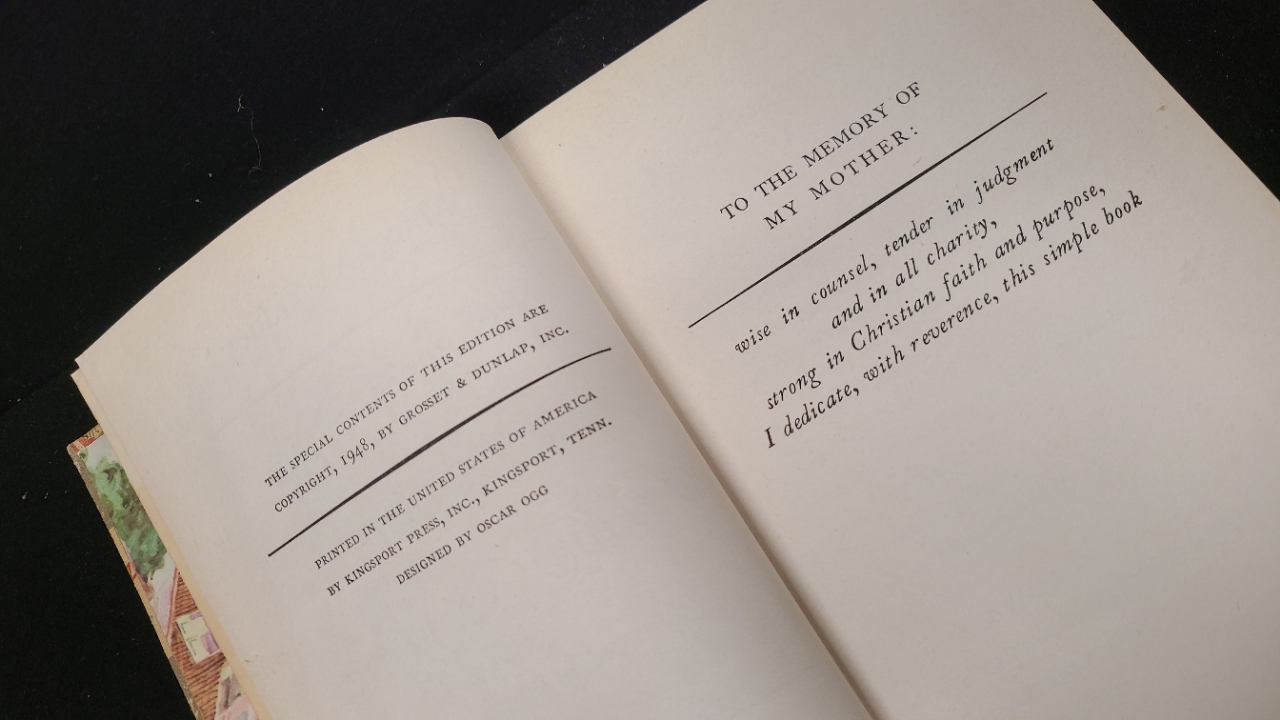 THE SPECIAL CONTENTS OF THIS EDITION ARE
COPYRIGHT, 1948, BY GROSSET & DUNLAP, INC.
PRINTED IN THE UNITED STATES OF AMERICA
BY KINGSPORT PRESS, INC., KINGSPORT, TENN.
DESIGNED BY OSCAR OGG
TO THE MEMORY OF
MY MOTHER:
wise in counsel, tender in judgment
and in all charity,
strong in Christian faith and purpose,
I dedicate, with reverence, this simple book